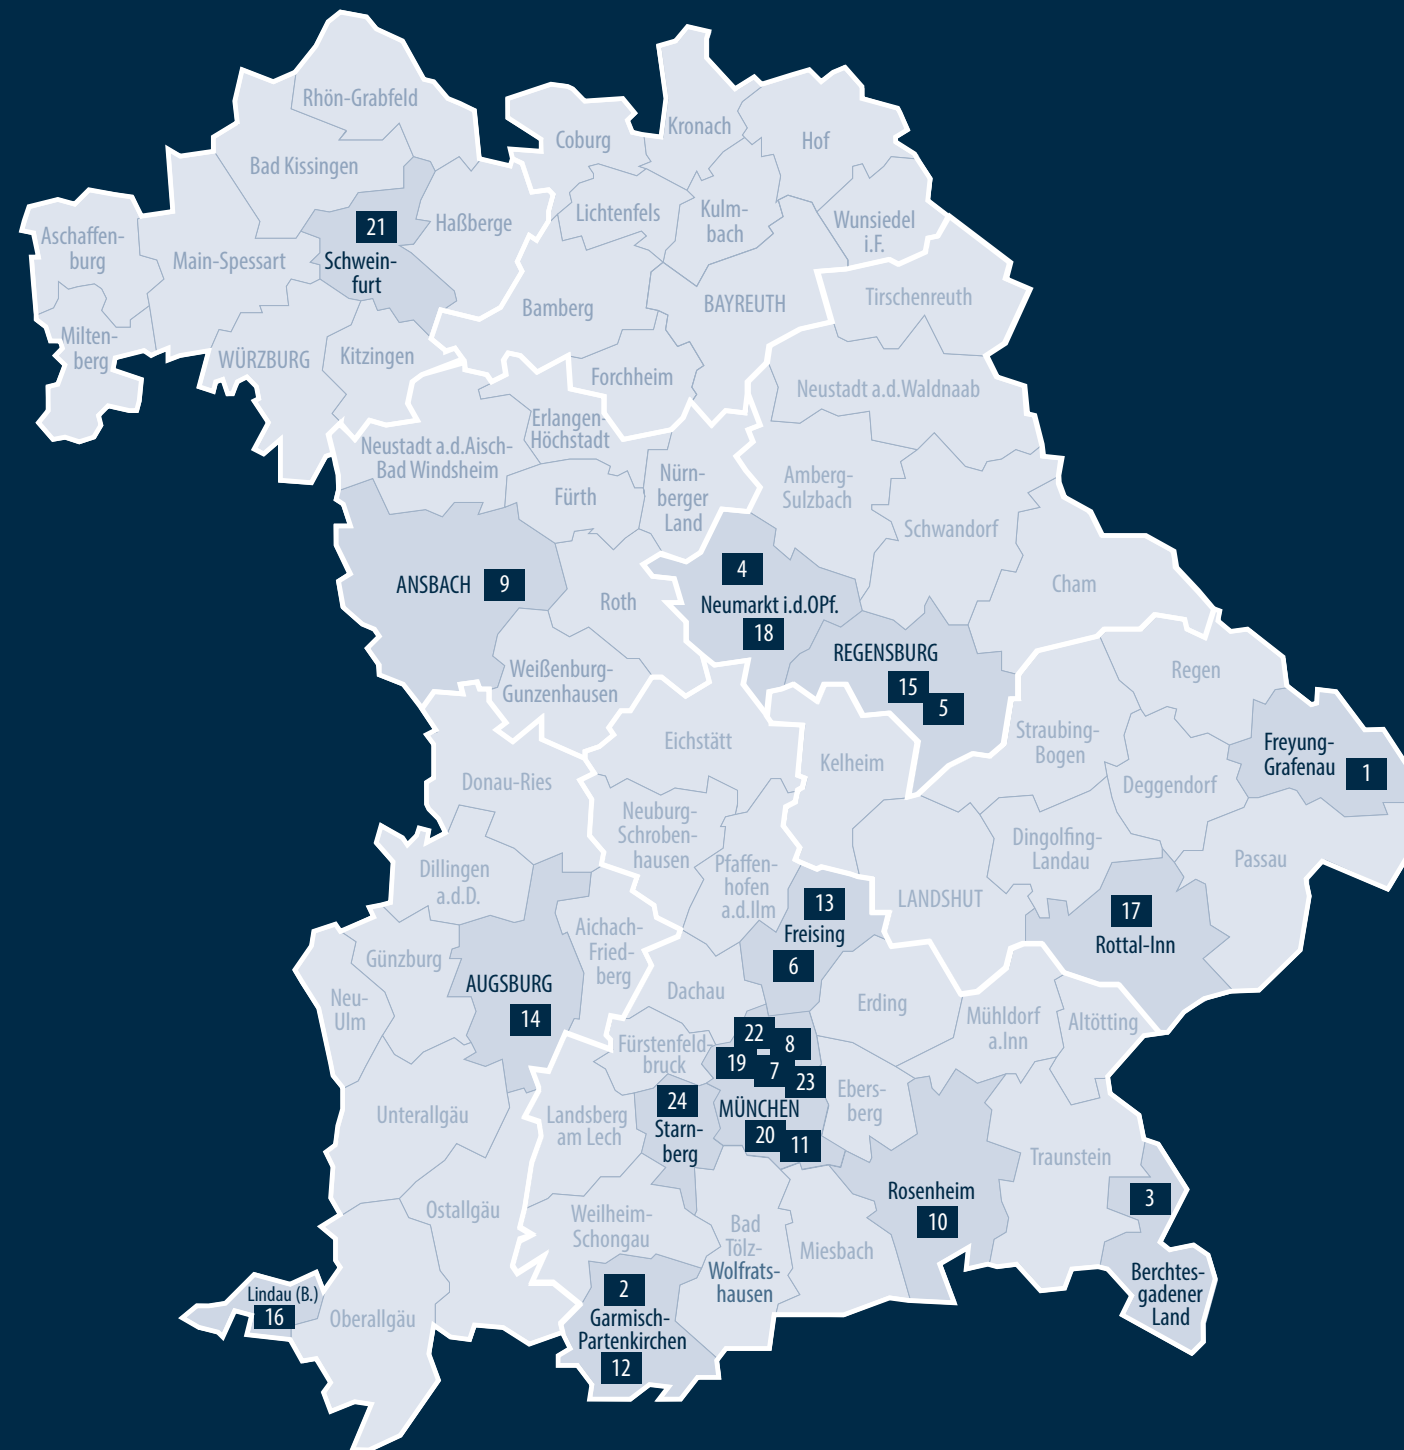 Rhön-Grabfeld
Coburg
Kronach
Hof
Bad Kissingen
Aschaffen-
burg
Main-Spessart
21
Schwein-
furt
Haßberge
Lichtenfels
Kulm-
bach
Wunsiedel
i.F.
Milten-
berg
WÜRZBURG
Kitzingen
Bamberg
BAYREUTH
Tirschenreuth
Forchheim
Neustadt a.d.Waldnaab
Neustadt a.d.Aisch-
Bad Windsheim
Erlangen-
Höchstadt
Fürth
Nürn-
berger
Land
Amberg-
Sulzbach
Schwandorf
ANSBACH
9
Roth
4
Neumarkt i.d.OPf.
18
Cham
Weißenburg-
Gunzenhausen
REGENSBURG
15
5
Regen
Donau-Ries
Eichstätt
Kelheim
Straubing-
Bogen
Deggendorf
Freyung-
Grafenau
1
Neuburg-
Schroben-
hausen
Pfaffen-
hofen
a.d.Ilm
Dillingen
a.d.D.
LANDSHUT
Dingolfing-
Landau
Passau
13
Freising
6
17
Rottal-Inn
Günzburg
AUGSBURG
14
Aichach-
Fried-
berg
Dachau
Erding
Neu-
Ulm
Mühldorf
a.Inn
Altötting
Fürstenfeld-
bruck
22
8
19
7
23
MÜNCHEN
20
11
Ebers-
berg
Unterallgäu
Landsberg
am Lech
24
Starn-
berg
Traunstein
Rosenheim
10
3
Ostallgäu
Weilheim-
Schongau
Bad
Tölz-
Wolfrats-
hausen
Miesbach
Berchtes-
gadener
Land
Lindau (B.)
16
Oberallgäu
2
Garmisch-
Partenkirchen
12